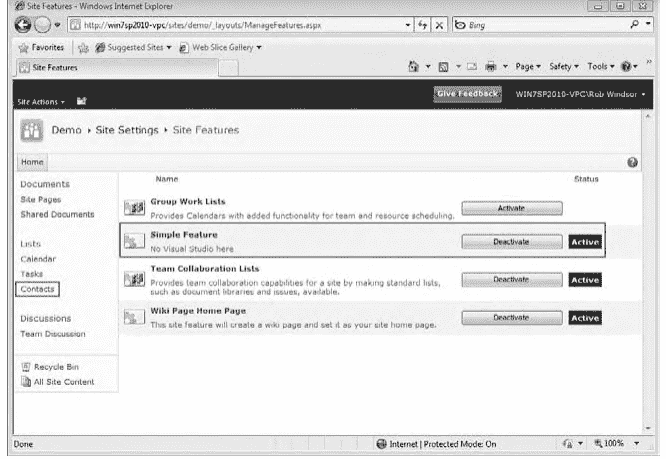 Site Features - Windows Internet Explorer
http://win7sp2010-vpc/sites/demo/_layouts/ManageFeatures.aspx
Bing
Favorites
Suggested Sites
Web Slice Gallery
Site Features
Page
Safety
Tools
Site Actions
Give Feedback
WIN7SP2010-VPC\Rob Windsor
Demo ▸ Site Settings ▸ Site Features
Home
Documents
Site Pages
Shared Documents
Lists
Calendar
Tasks
Contacts
Discussions
Team Discussion
Recycle Bin
All Site Content
Name
Status
Group Work Lists
Provides Calendars with added functionality for team and resource scheduling.
Activate
Simple Feature
No Visual Studio here
Deactivate
Active
Team Collaboration Lists
Provides team collaboration capabilities for a site by making standard lists,
such as document libraries and issues, available.
Deactivate
Active
Wiki Page Home Page
This site feature will create a wiki page and set it as your site home page.
Deactivate
Active
Done
Internet | Protected Mode: On
100%